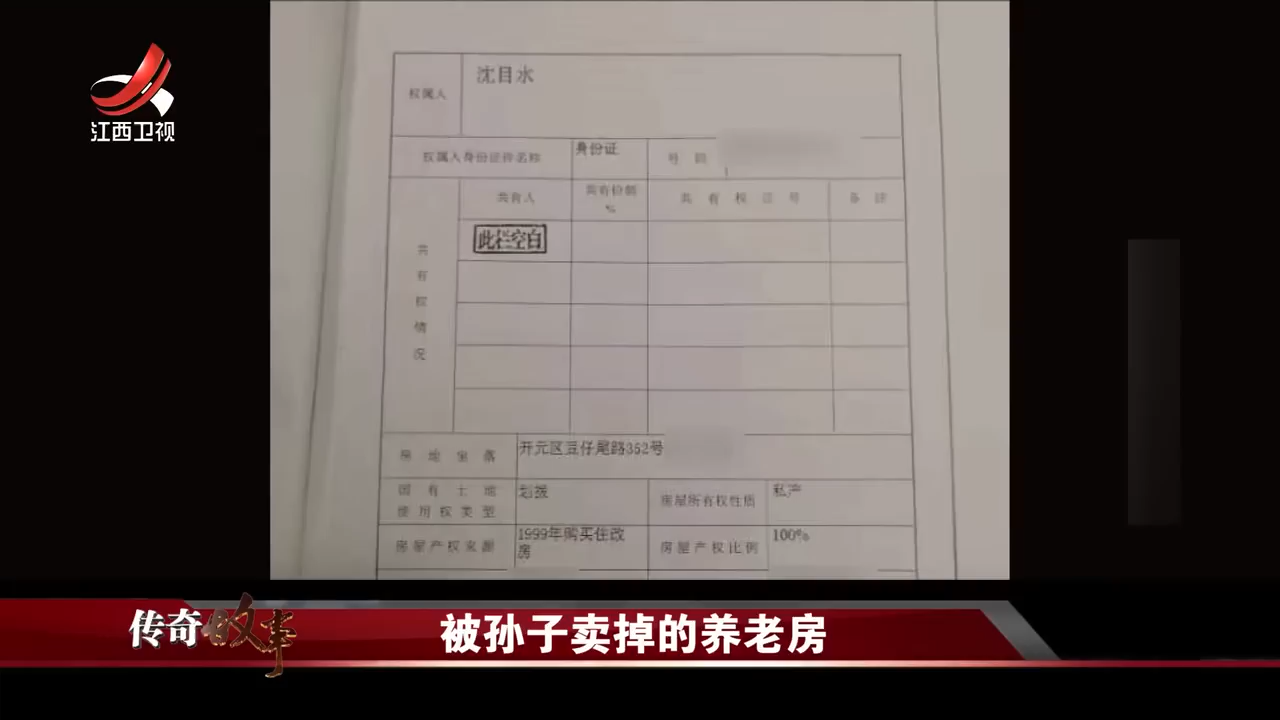 江西卫视
沈目水
权属人
权属人身份证件名称
身份证
号码
共有人
共有份额
%
共有权证号
备注
此栏空白
共有权情况
房地坐落
开元区豆仔尾路352号
国有土地
使用权类型
划拨
房屋所有权性质
私产
房屋产权来源
1999年购买住改
房
房屋产权比例
100%
传奇故事
被孙子卖掉的养老房